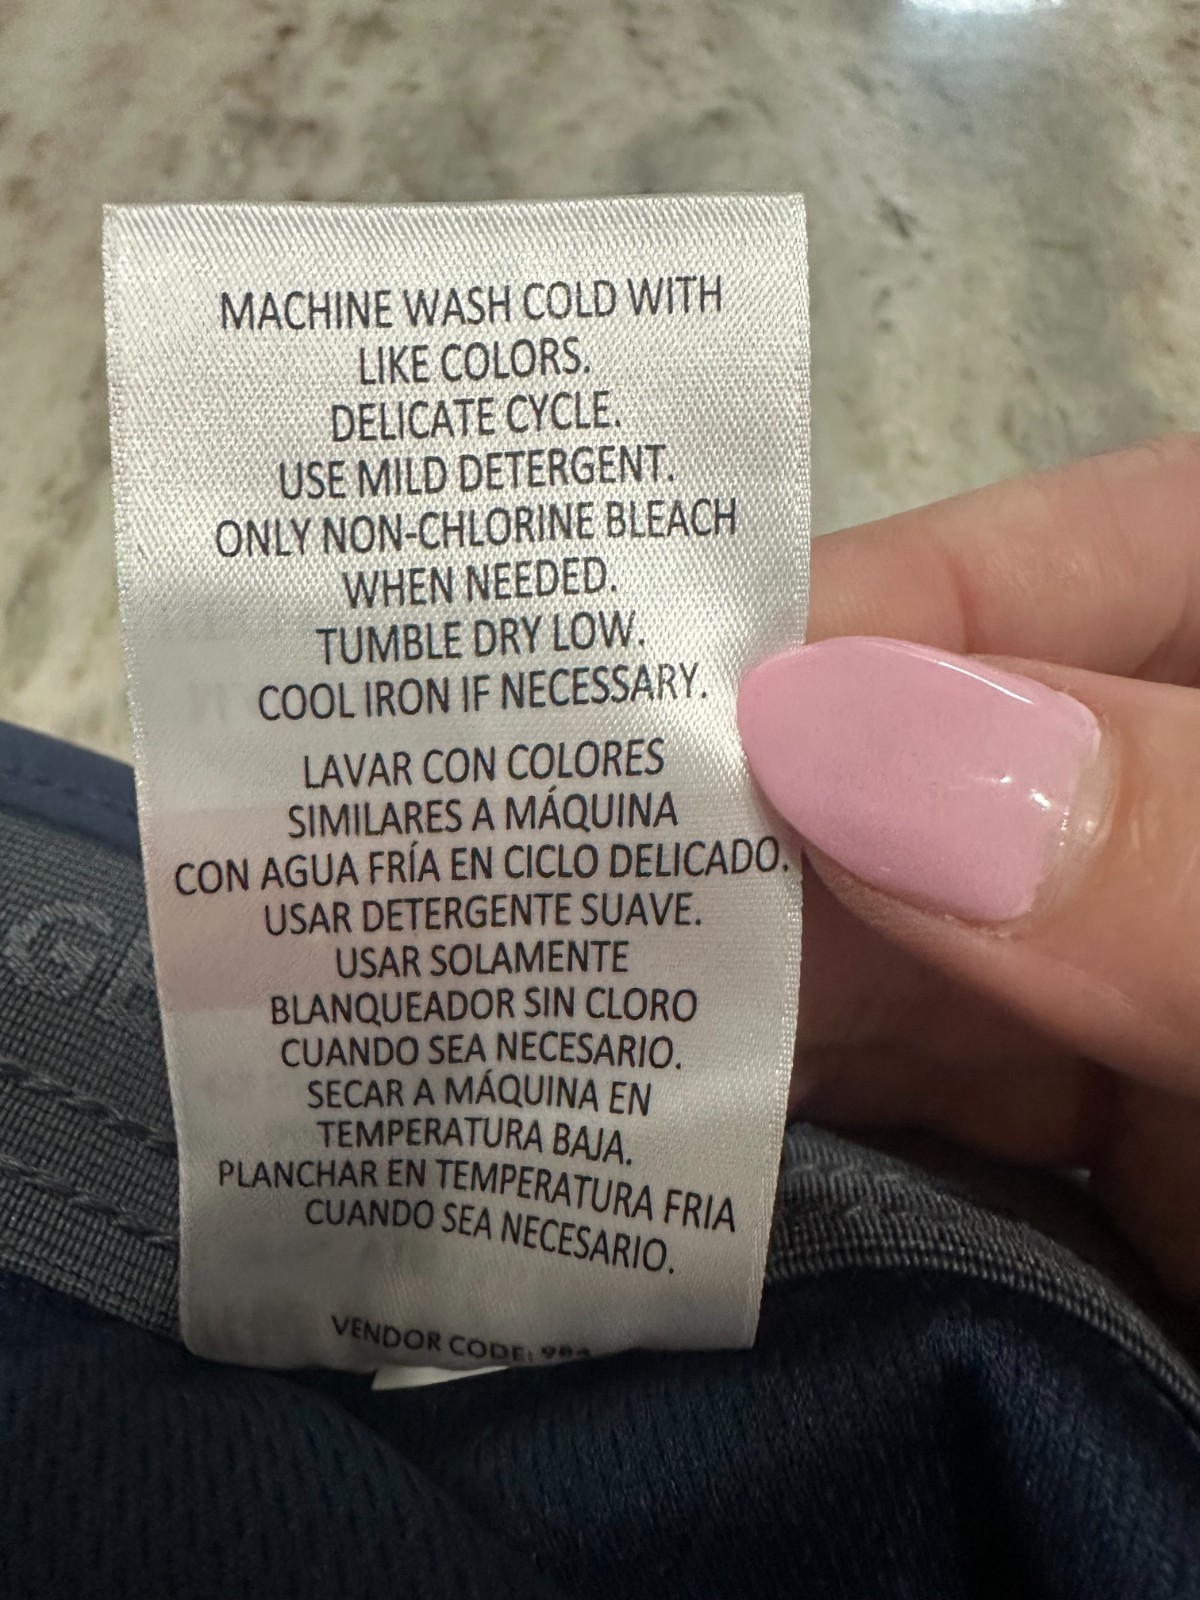 MACHINE WASH COLD WITH
LIKE COLORS.
DELICATE CYCLE.
USE MILD DETERGENT.
ONLY NON-CHLORINE BLEACH
WHEN NEEDED.
TUMBLE DRY LOW.
COOL IRON IF NECESSARY.
LAVAR CON COLORES
SIMILARES A MÁQUINA
CON AGUA FRÍA EN CICLO DELICADO.
USAR DETERGENTE SUAVE.
USAR SOLAMENTE
BLANQUEADOR SIN CLORO
CUANDO SEA NECESARIO.
SECAR A MÁQUINA EN
TEMPERATURA BAJA.
PLANCHAR EN TEMPERATURA FRIA
CUANDO SEA NECESARIO.
VENDOR CODE: